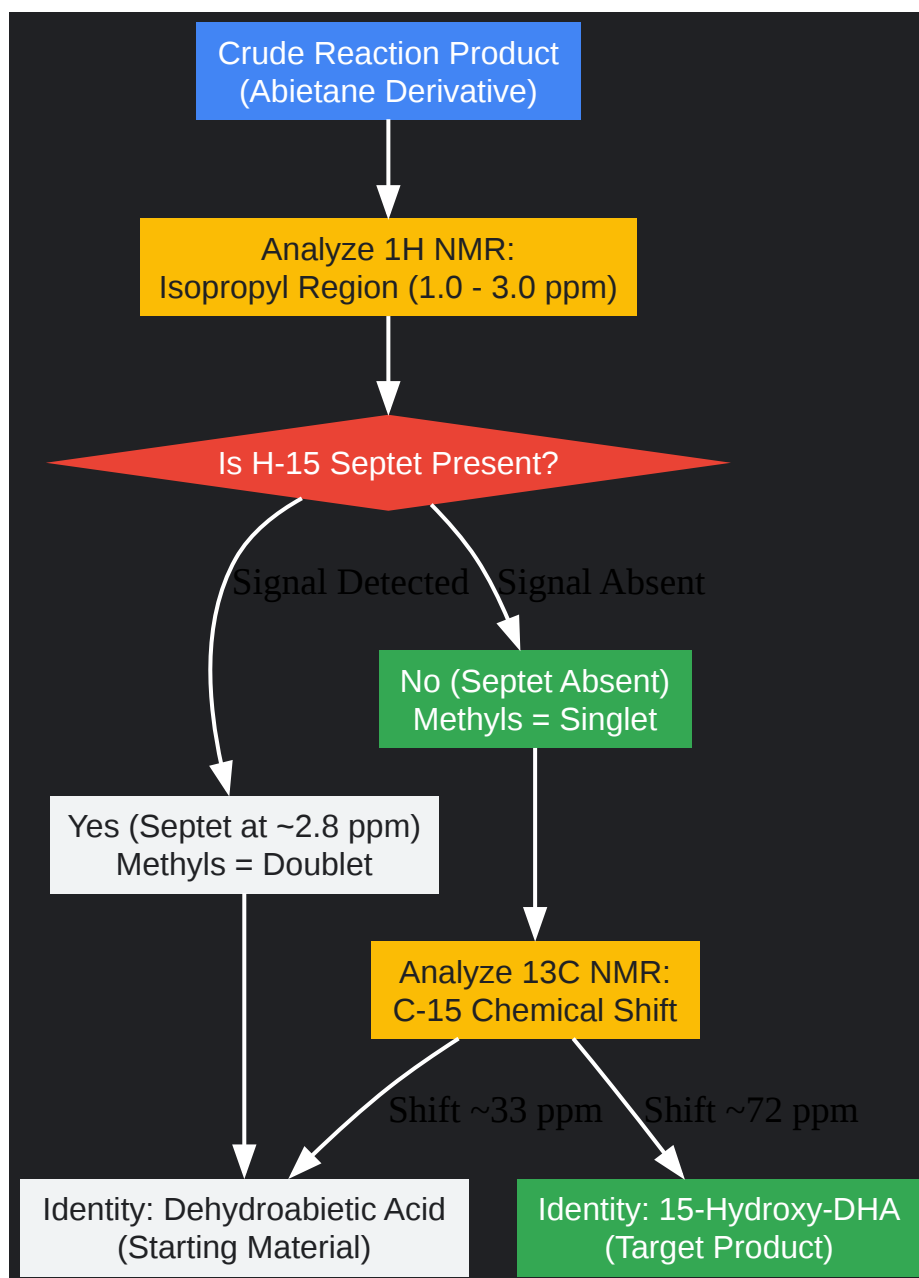 Crude Reaction Product
(Abietane Derivative)
Analyze 1H NMR:
Isopropyl Region (1.0 - 3.0 ppm)
Is H-15 Septet Present?
Signal Detected
Signal Absent
No (Septet Absent)
Methyls = Singlet
Yes (Septet at ~2.8 ppm)
Methyls = Doublet
Analyze 13C NMR:
C-15 Chemical Shift
Shift ~33 ppm
Shift ~72 ppm
Identity: Dehydroabietic Acid
(Starting Material)
Identity: 15-Hydroxy-DHA
(Target Product)